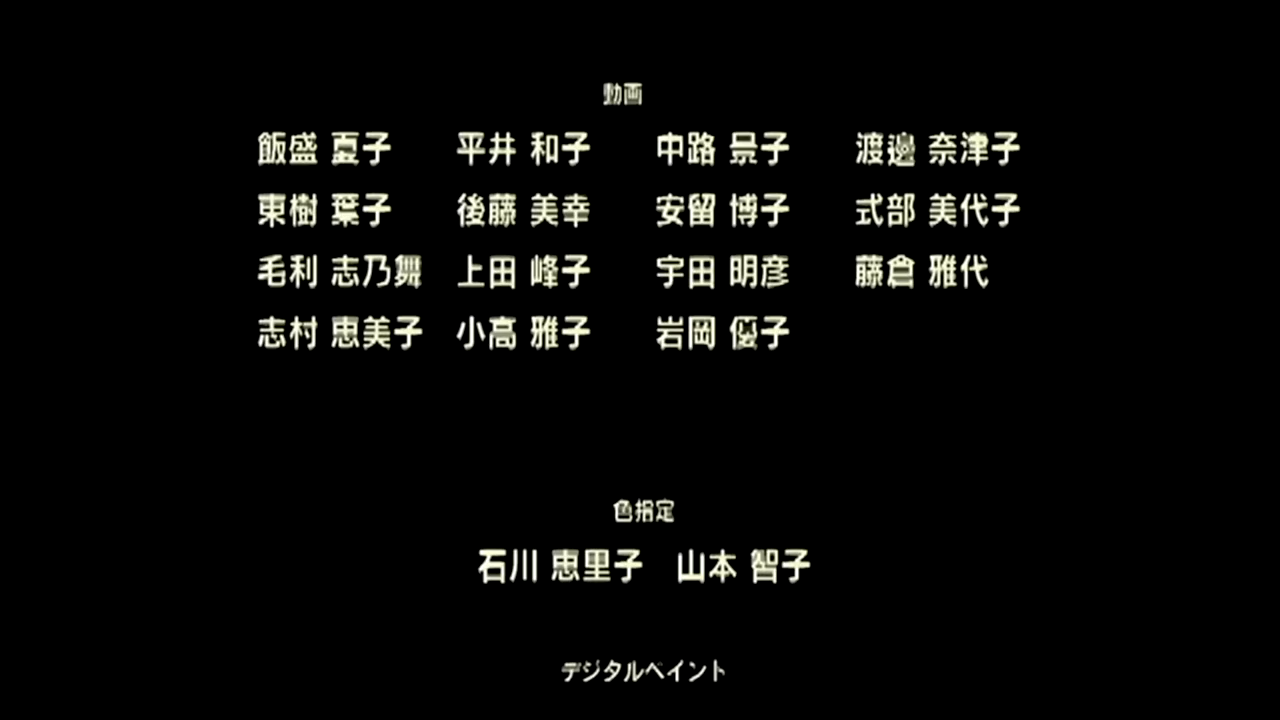 動画
飯盛 夏子 平井 和子 中路 景子 渡邊 奈津子
東樹 葉子 後藤 美幸 安留 博子 式部 美代子
毛利 志乃舞 上田 峰子 宇田 明彦 藤倉 雅代
志村 恵美子 小高 雅子 岩岡 優子
色指定
石川 恵里子 山本 智子
デジタルペイント